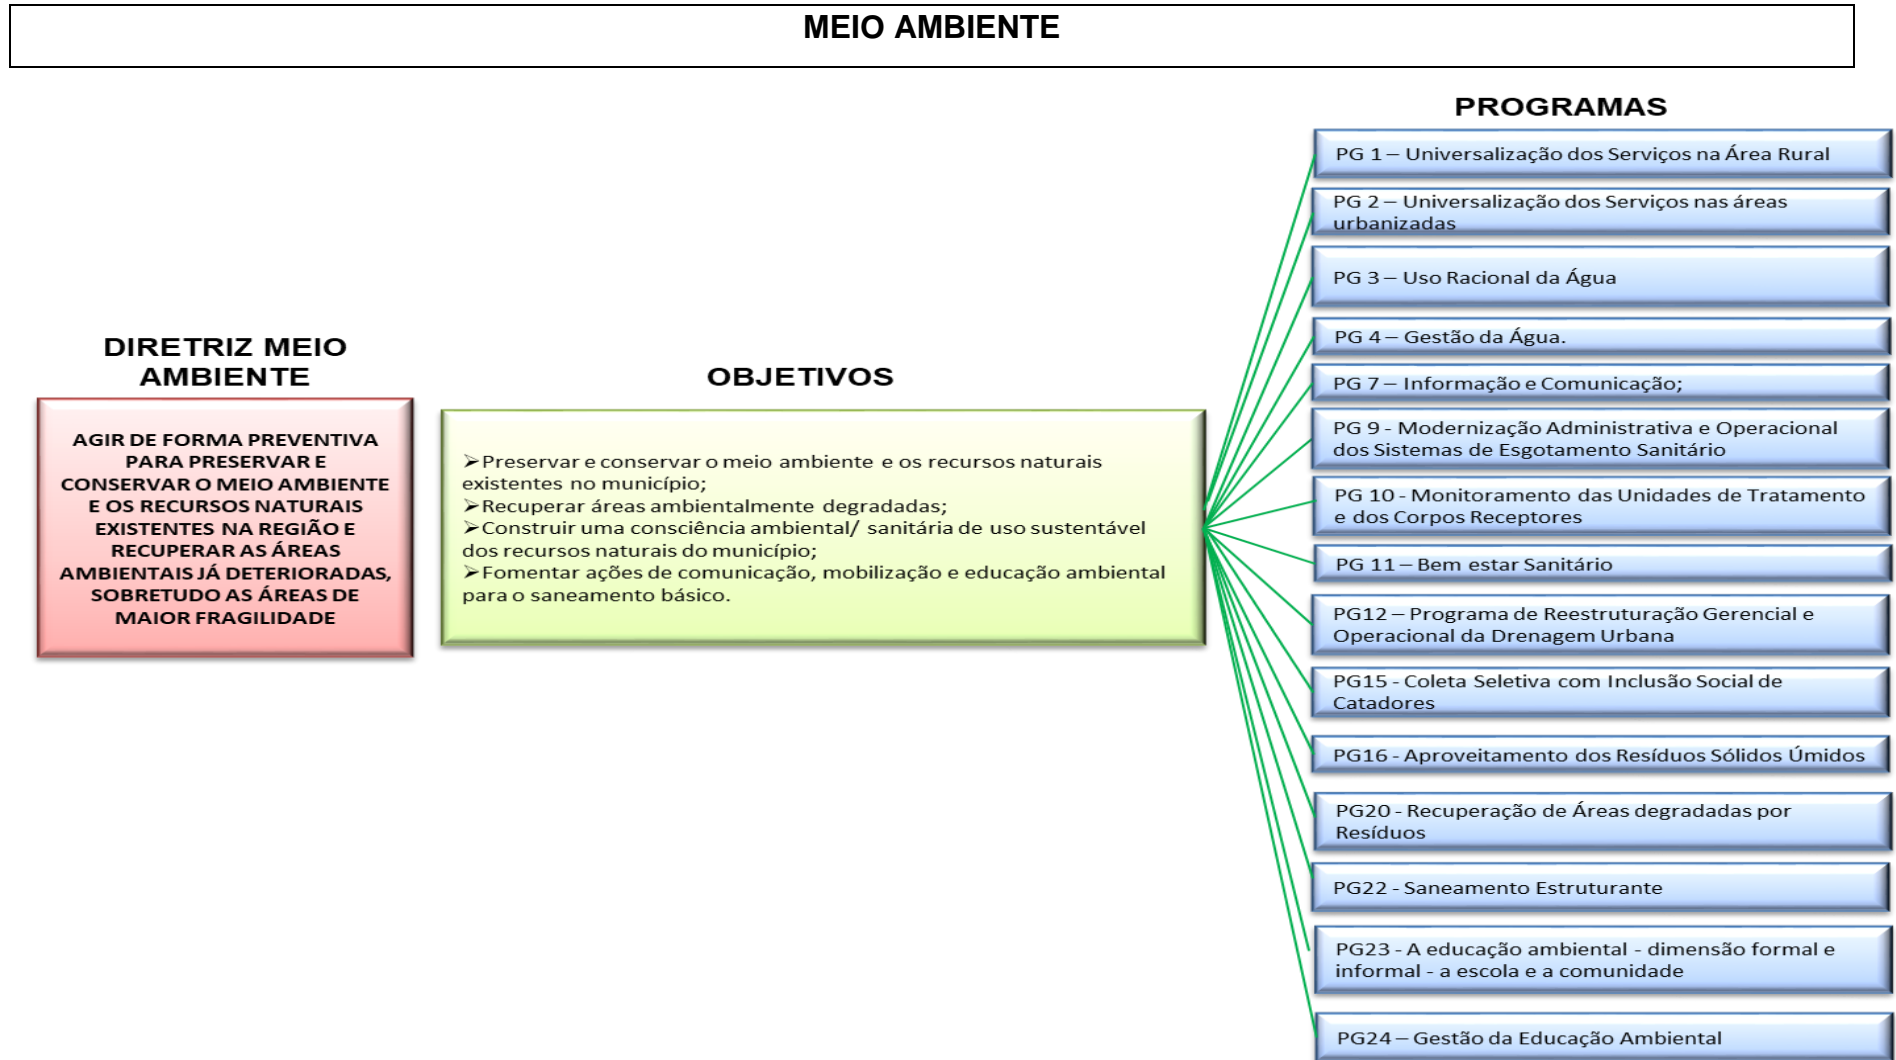 MEIO AMBIENTE
DIRETRIZ MEIO
AMBIENTE
AGIR DE FORMA PREVENTIVA
PARA PRESERVAR E
CONSERVAR O MEIO AMBIENTE
E OS RECURSOS NATURAIS
EXISTENTES NA REGIÃO E
RECUPERAR AS ÁREAS
AMBIENTAIS JÁ DETERIORADAS,
SOBRETUDO AS ÁREAS DE
MAIOR FRAGILIDADE
OBJETIVOS
➢Preservar e conservar o meio ambiente e os recursos naturais
existentes no município;
➢Recuperar áreas ambientalmente degradadas;
➢Construir uma consciência ambiental/ sanitária de uso sustentável
dos recursos naturais do município;
➢Fomentar ações de comunicação, mobilização e educação ambiental
para o saneamento básico.
PROGRAMAS
PG 1 – Universalização dos Serviços na Área Rural
PG 2 – Universalização dos Serviços nas áreas
urbanizadas
PG 3 – Uso Racional da Água
PG 4 – Gestão da Água.
PG 7 – Informação e Comunicação;
PG 9 - Modernização Administrativa e Operacional
dos Sistemas de Esgotamento Sanitário
PG 10 - Monitoramento das Unidades de Tratamento
e dos Corpos Receptores
PG 11 – Bem estar Sanitário
PG12 – Programa de Reestruturação Gerencial e
Operacional da Drenagem Urbana
PG15 - Coleta Seletiva com Inclusão Social de
Catadores
PG16 - Aproveitamento dos Resíduos Sólidos Úmidos
PG20 - Recuperação de Áreas degradadas por
Resíduos
PG22 - Saneamento Estruturante
PG23 - A educação ambiental - dimensão formal e
informal - a escola e a comunidade
PG24 – Gestão da Educação Ambiental